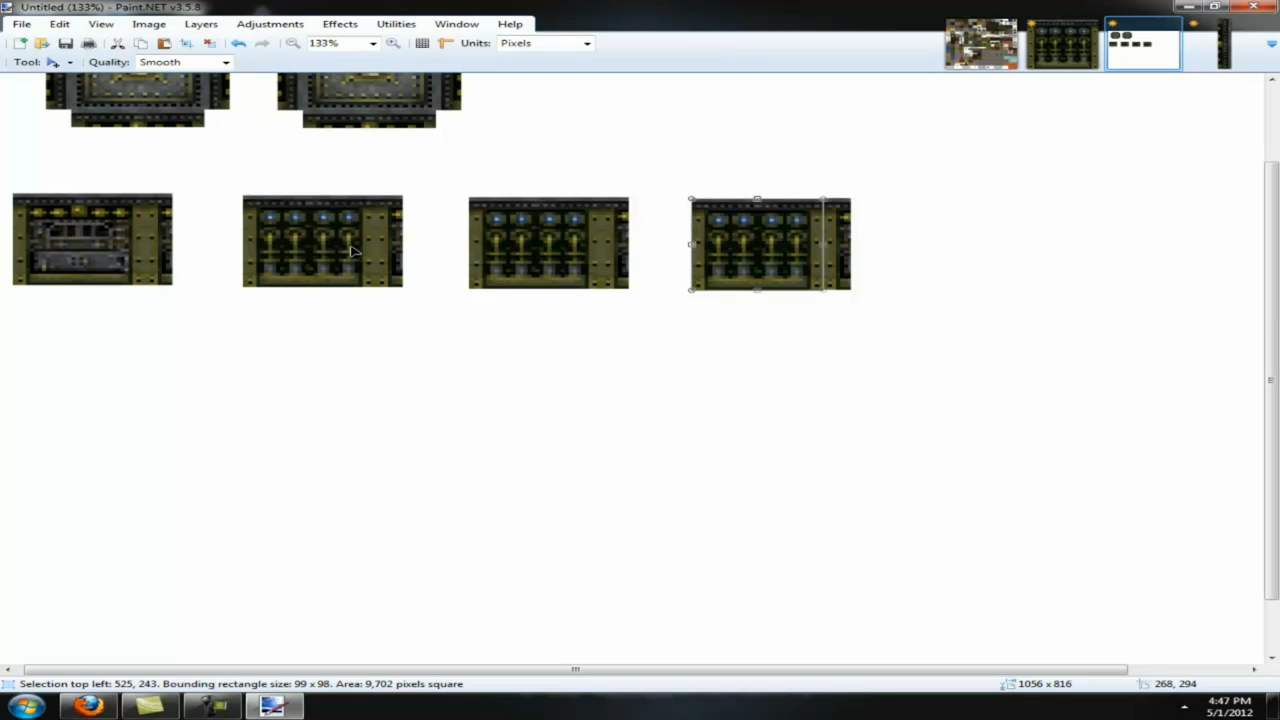 Untitled (133%) - Paint.NET v3.5.8
File Edit View Image Layers Adjustments Effects Utilities Window Help
133% Units: Pixels
Tool: Quality: Smooth
Selection top left: 525, 243. Bounding rectangle size: 99 x 98. Area: 9,702 pixels square 1056 x 816 268, 294
4:47 PM
5/1/2012